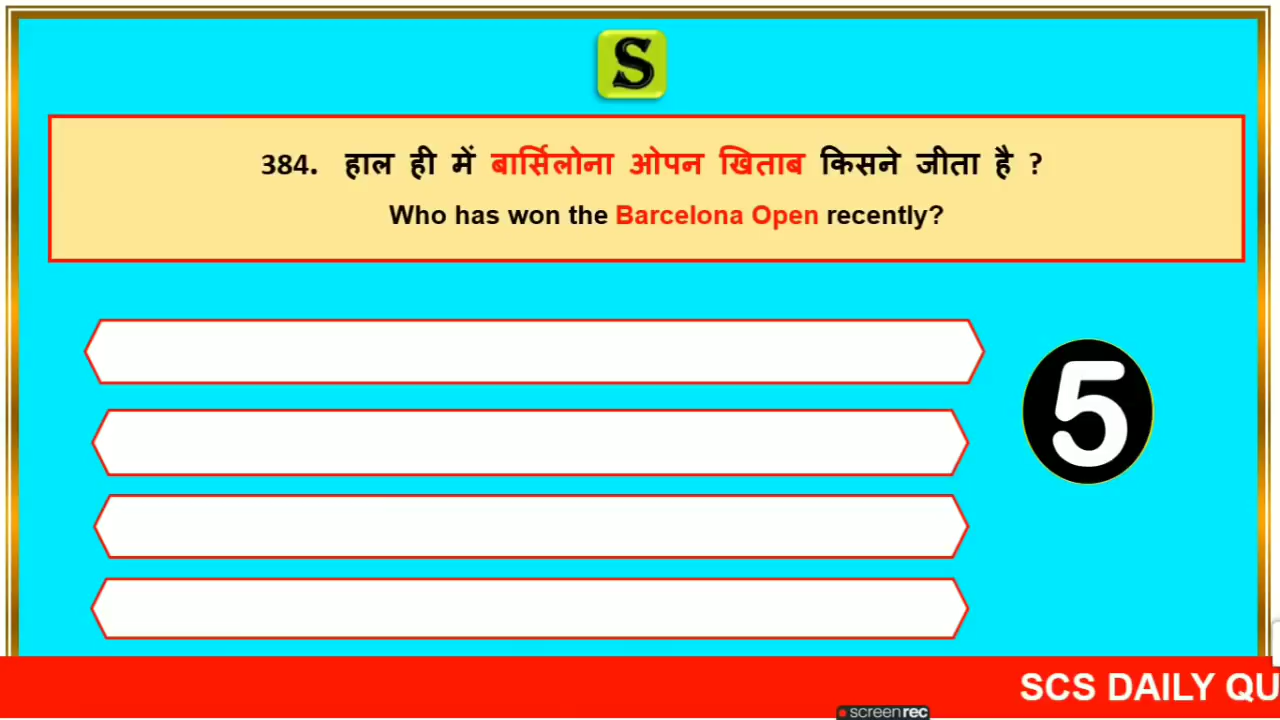 S
384. हाल ही में बार्सिलोना ओपन खिताब किसने जीता है ?
Who has won the Barcelona Open recently?
5
SCS DAILY QU
screenrec